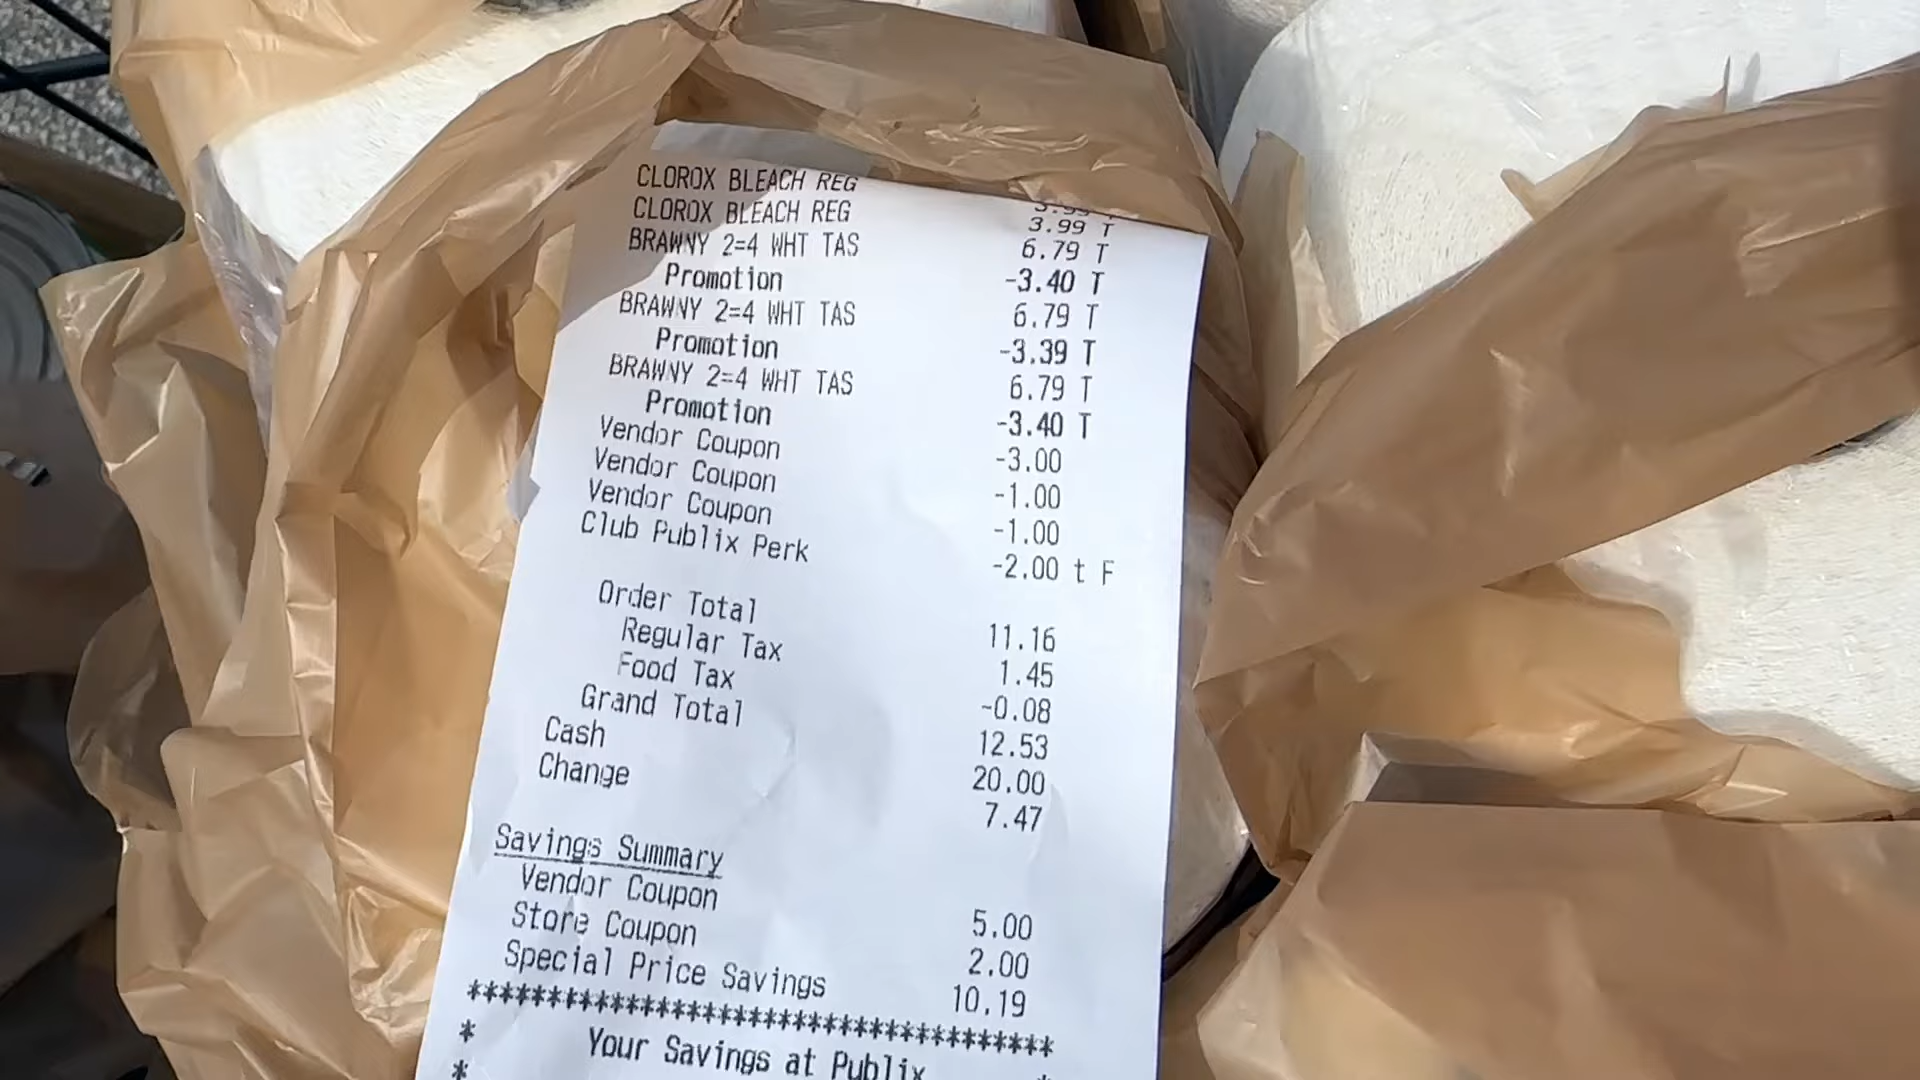 CLOROX BLEACH REG 3.99 T
CLOROX BLEACH REG 3.99 T
BRAWNY 2=4 WHT TAS 6.79 T
Promotion -3.40 T
BRAWNY 2=4 WHT TAS 6.79 T
Promotion -3.39 T
BRAWNY 2=4 WHT TAS 6.79 T
Promotion -3.40 T
Vendor Coupon -3.00
Vendor Coupon -1.00
Vendor Coupon -1.00
Club Publix Perk -2.00 t F
Order Total 11.16
Regular Tax 1.45
Food Tax -0.08
Grand Total 12.53
Cash 20.00
Change 7.47
Savings Summary
Vendor Coupon 5.00
Store Coupon 2.00
Special Price Savings 10.19
**************************************
* Your Savings at Publix *
*